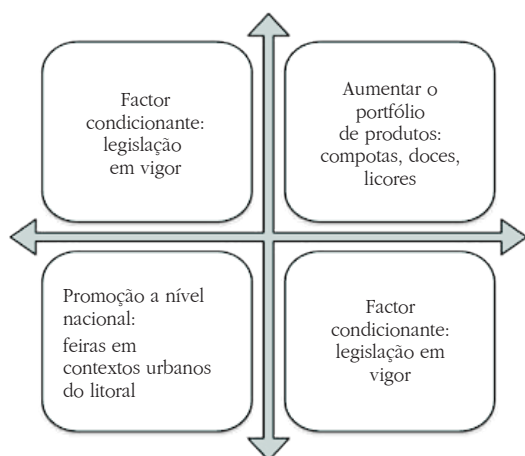 Factor
condicionante:
legislação
em vigor
Aumentar o
portfólio
de produtos:
compotas, doces,
licores
Promoção a nível
nacional:
feiras em
contextos urbanos
do litoral
Factor
condicionante:
legislação em
vigor